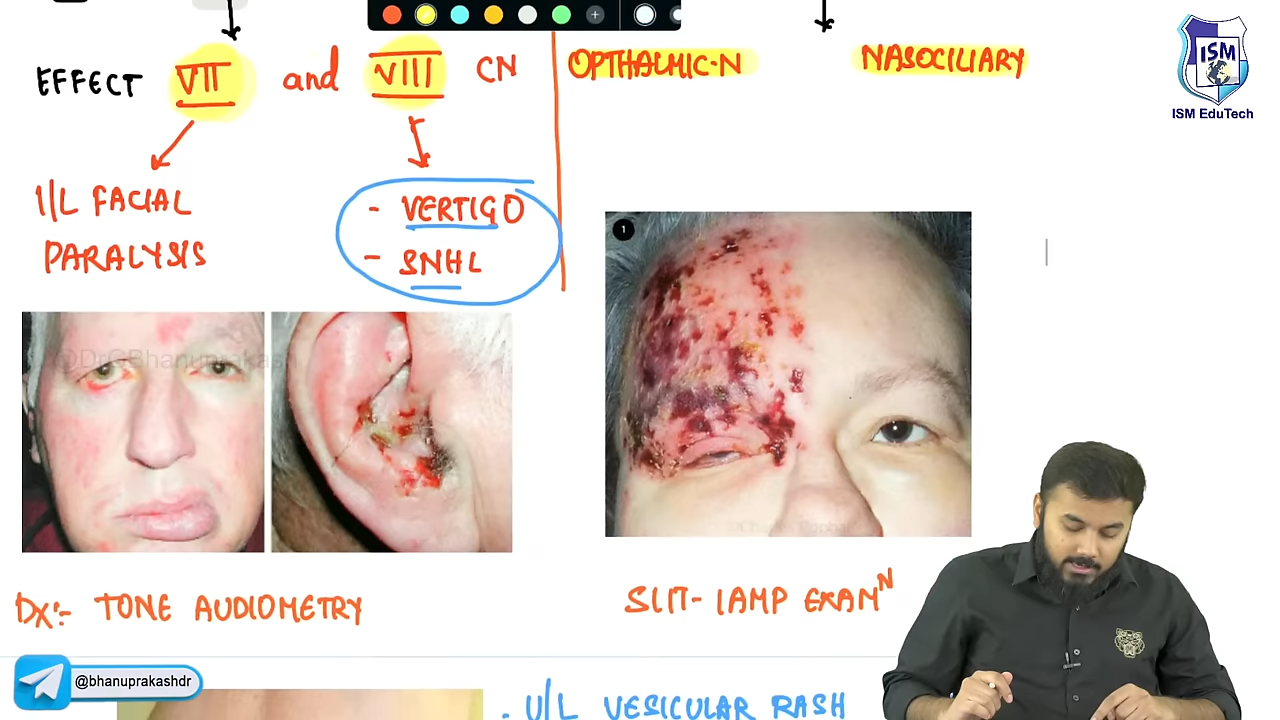 EFFECT VII and VIII CN
OPTHALMIC-N
NASOCILIARY
ISM
ISM EduTech
I/L FACIAL
PARALYSIS
- VERTIGO
- SNHL
1
@DrGBhanuprakash
DX:- TONE AUDIOMETRY
SLIT-LAMP EXAMN
@bhanuprakashdr
. U/L VESICULAR RASH